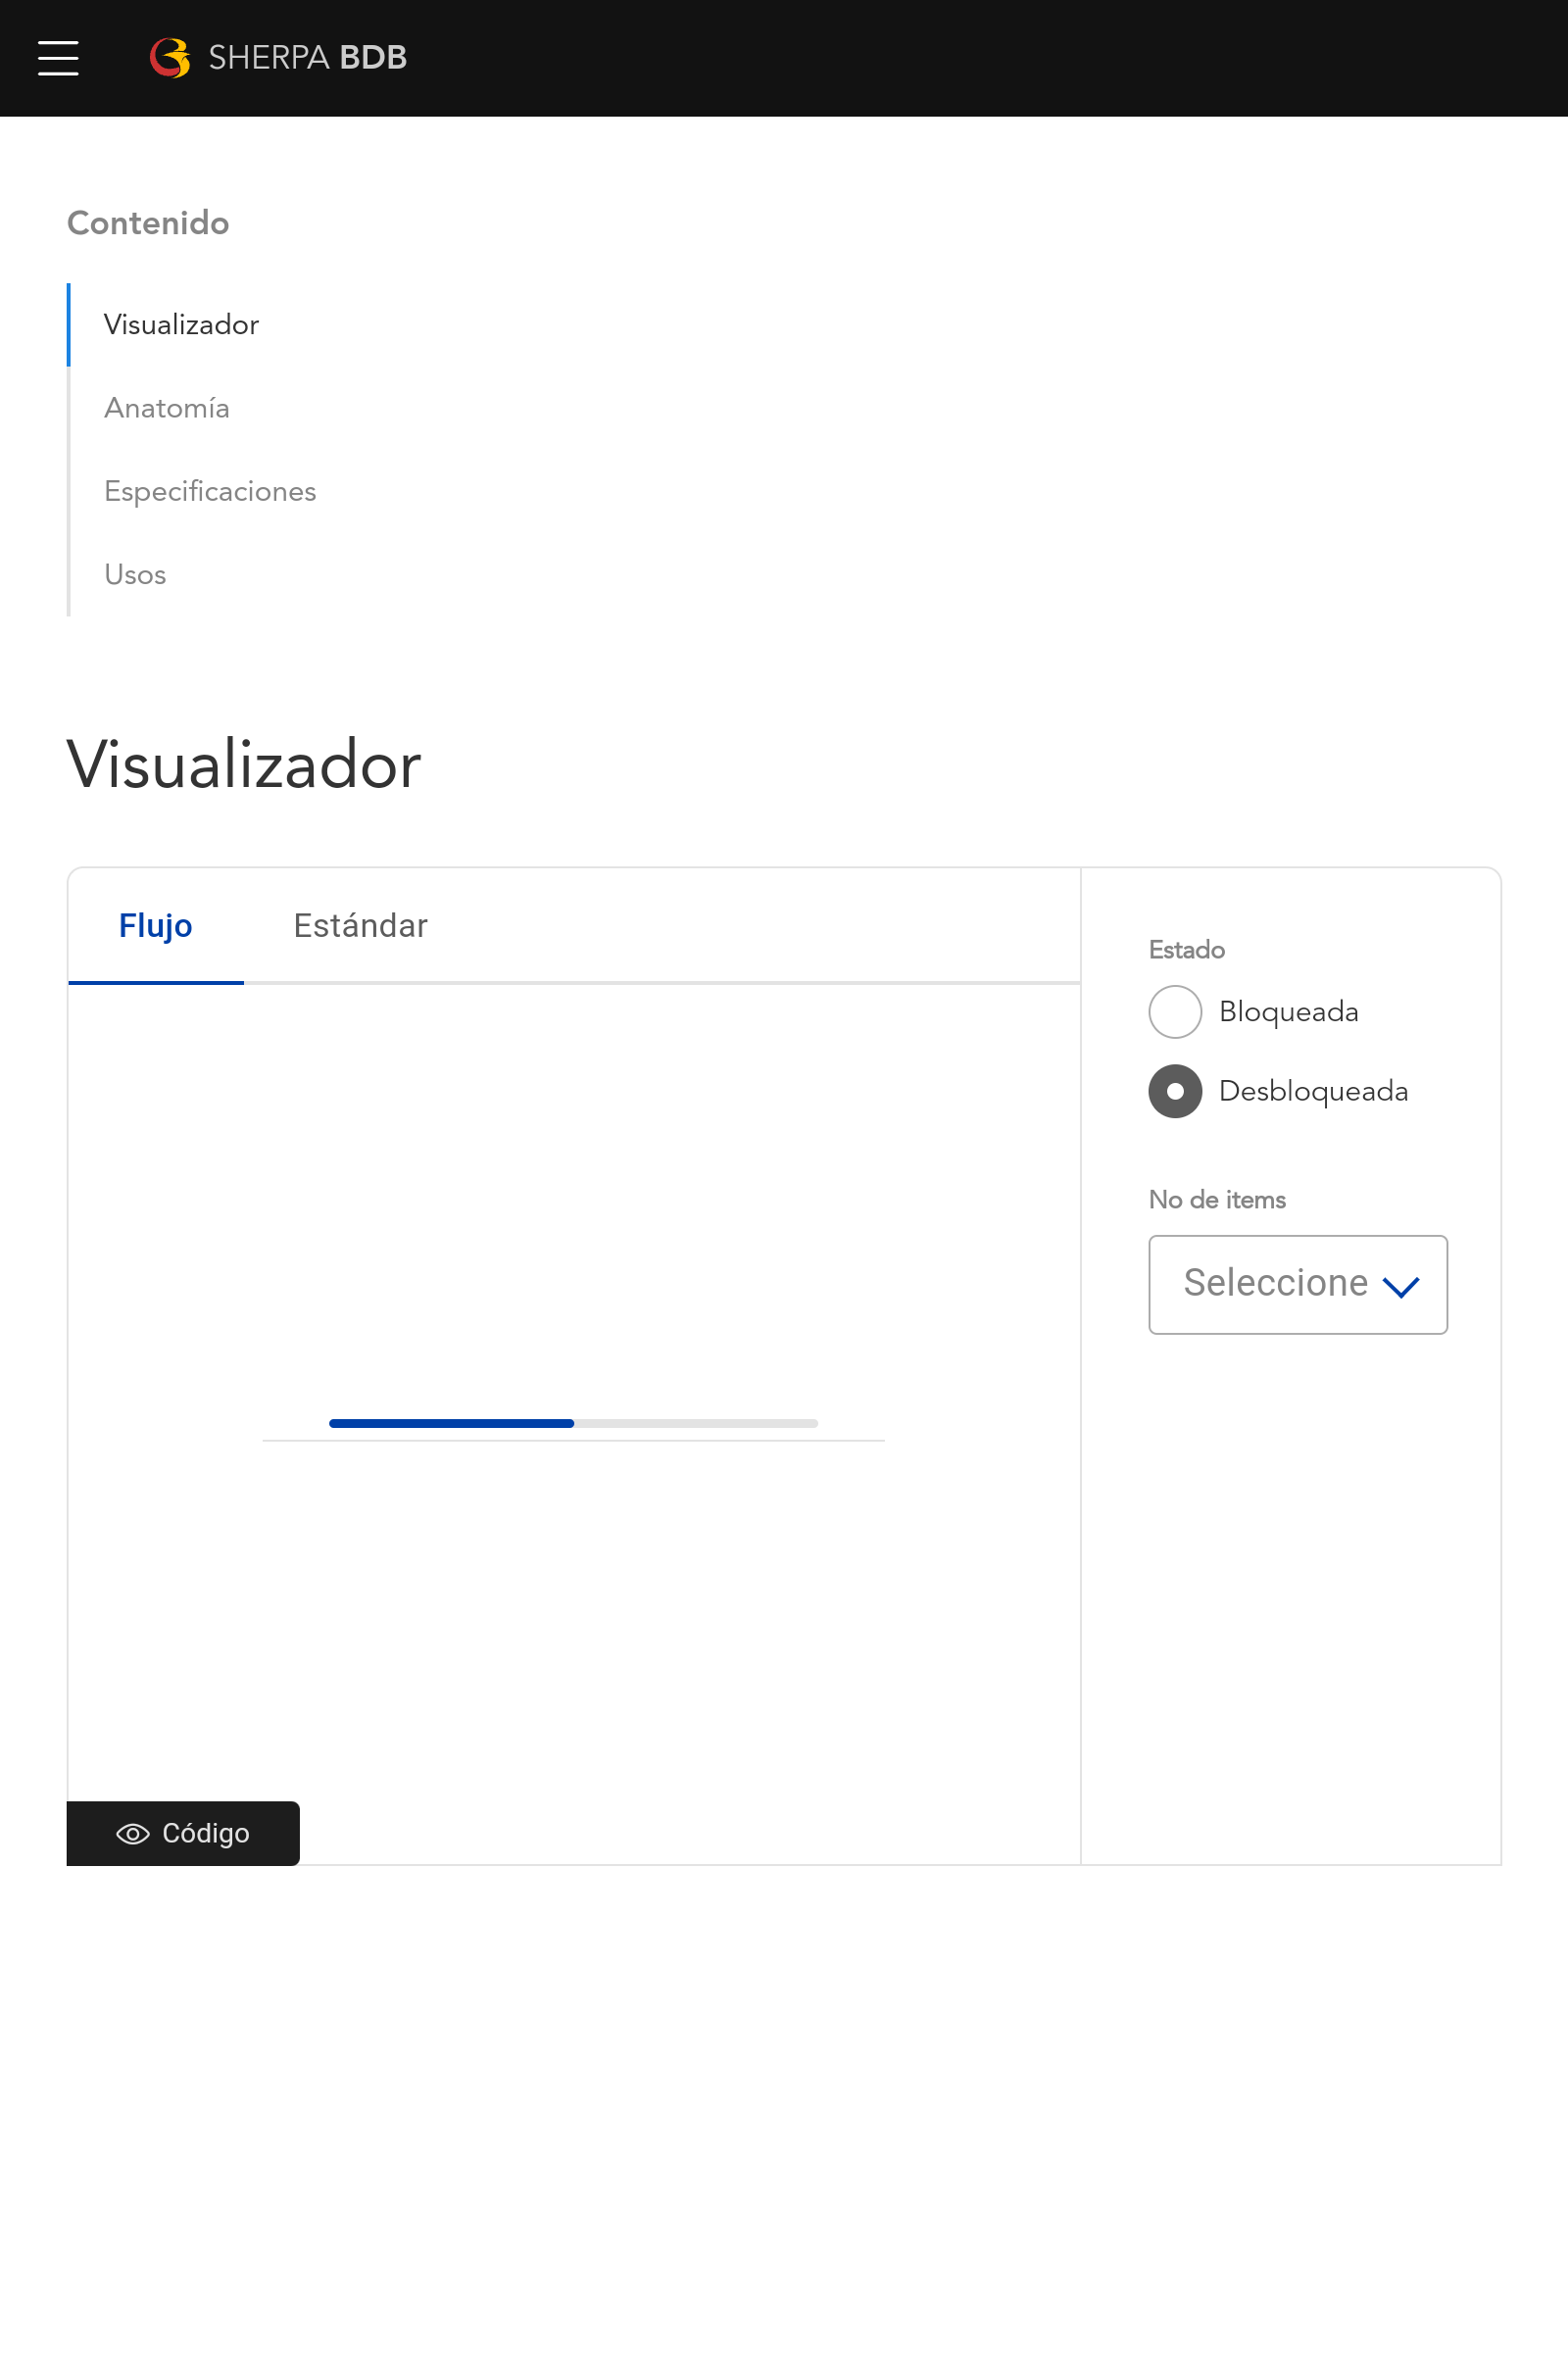 SHERPA BDB
Contenido
Visualizador
Anatomía
Especificaciones
Usos
Visualizador
Flujo
Estándar
Estado
Bloqueada
Desbloqueada
No de items
Seleccione
Código